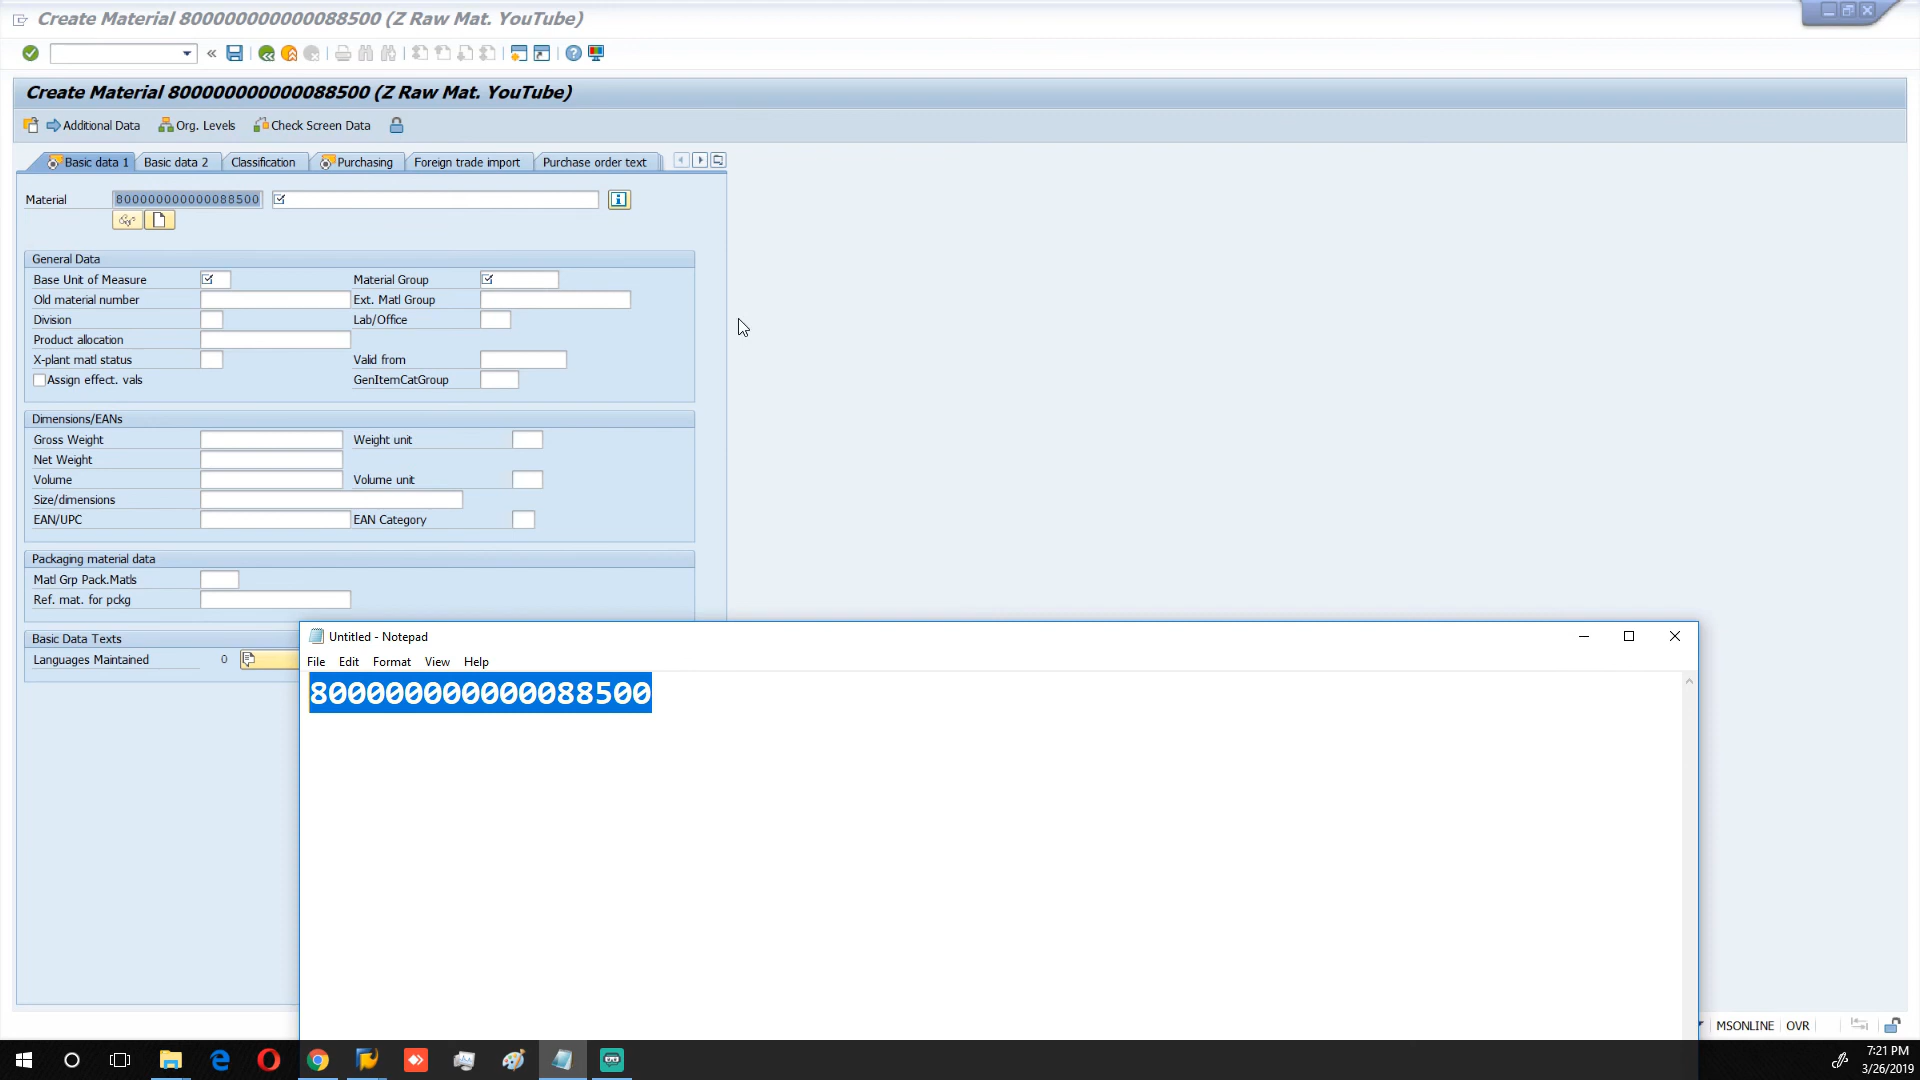 Create Material 800000000000088500 (Z Raw Mat. YouTube)
Create Material 800000000000088500 (Z Raw Mat. YouTube)
Additional Data Org. Levels Check Screen Data
Basic data 1 Basic data 2 Classification Purchasing Foreign trade import Purchase order text
Material 800000000000088500
General Data
Base Unit of Measure Material Group
Old material number Ext. Matl Group
Division Lab/Office
Product allocation
X-plant matl status Valid from
Assign effect. vals GenItemCatGroup
Dimensions/EANs
Gross Weight Weight unit
Net Weight
Volume Volume unit
Size/dimensions
EAN/UPC EAN Category
Packaging material data
Matl Grp Pack.Matls
Ref. mat. for pckg
Basic Data Texts
Languages Maintained 0
Untitled - Notepad
File Edit Format View Help
800000000000088500
MSONLINE OVR
7:21 PM
3/26/2019